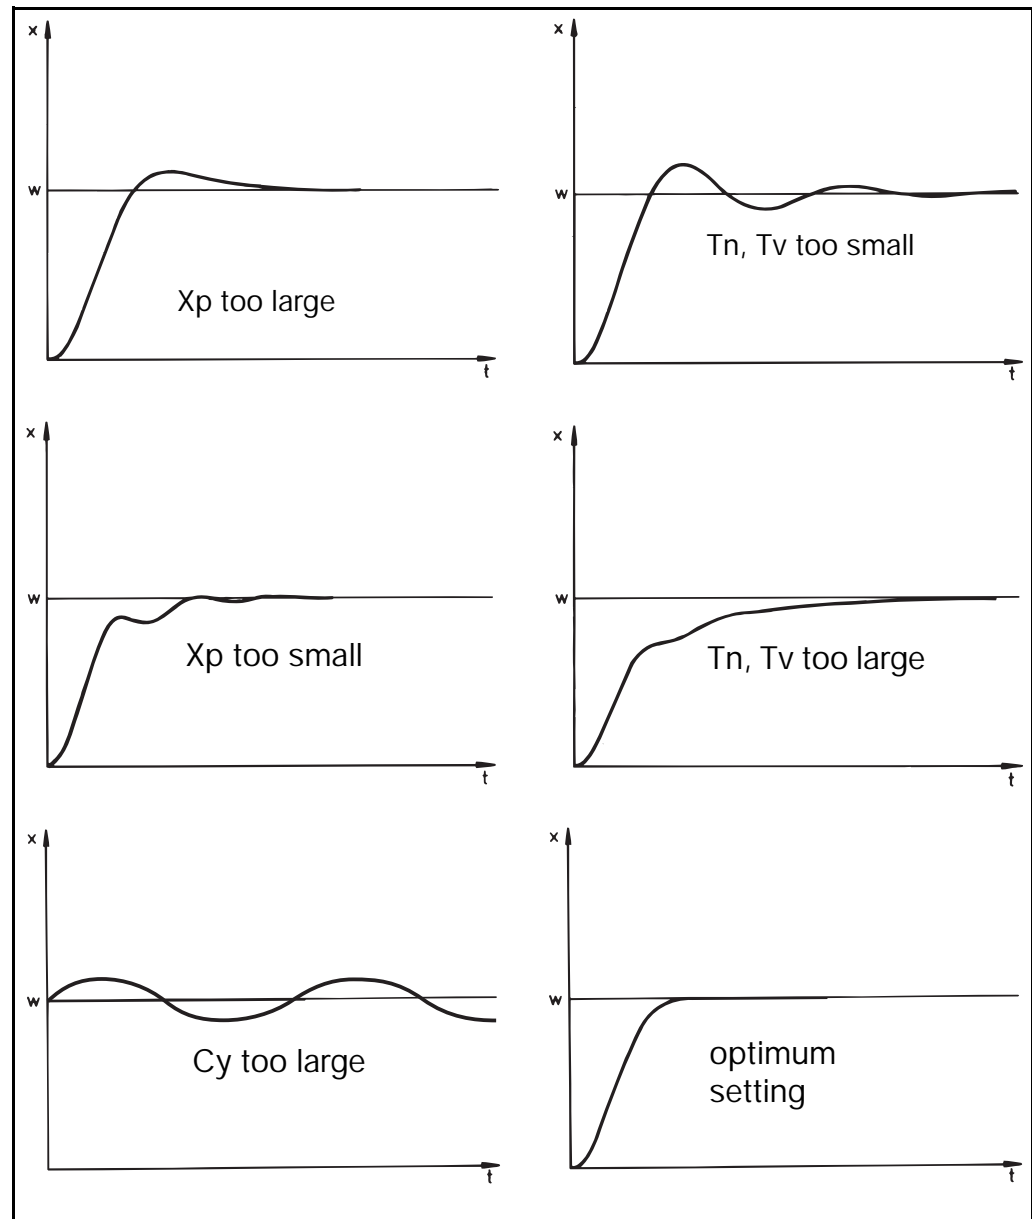 x
w
Xp too large
t
x
w
Tn, Tv too small
t
x
w
Xp too small
t
x
w
Tn, Tv too large
t
x
w
Cy too large
t
x
w
optimum
setting
t